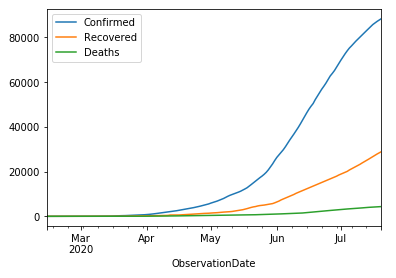 Confirmed
Recovered
Deaths
80000
60000
40000
20000
0
Mar Apr May Jun Jul
2020
ObservationDate